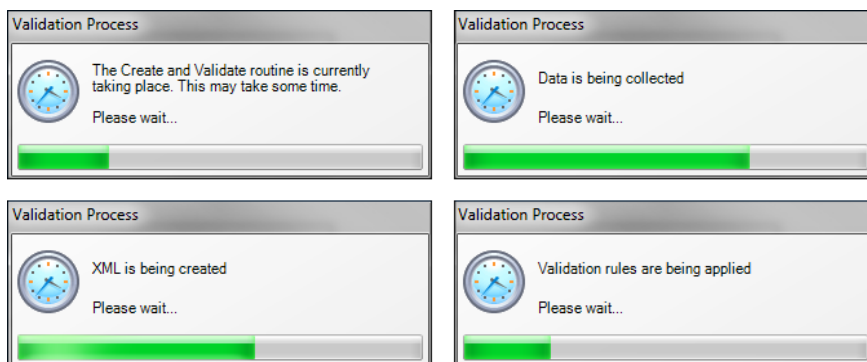 Validation Process
The Create and Validate routine is currently
taking place. This may take some time.
Please wait...
Validation Process
Data is being collected
Please wait...
Validation Process
XML is being created
Please wait...
Validation Process
Validation rules are being applied
Please wait...